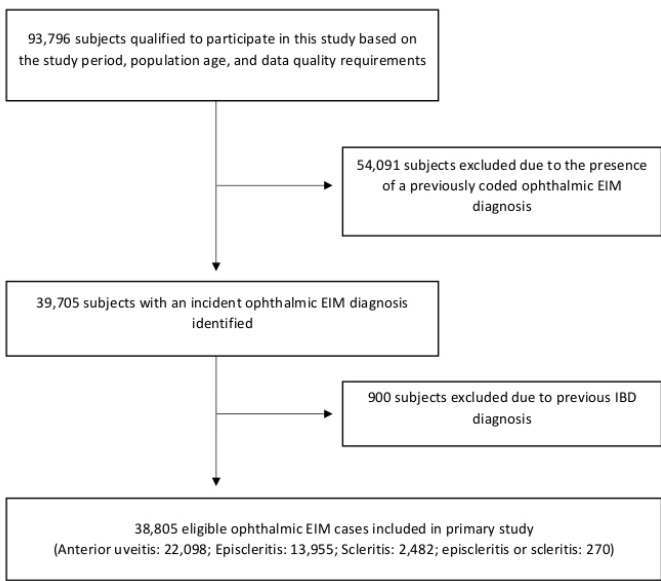 93,796 subjects qualified to participate in this study based on
the study period, population age, and data quality requirements
54,091 subjects excluded due to the presence
of a previously coded ophthalmic EIM
diagnosis
39,705 subjects with an incident ophthalmic EIM diagnosis
identified
900 subjects excluded due to previous IBD
diagnosis
38,805 eligible ophthalmic EIM cases included in primary study
(Anterior uveitis: 22,098; Episcleritis: 13,955; Scleritis: 2,482; episcleritis or scleritis: 270)